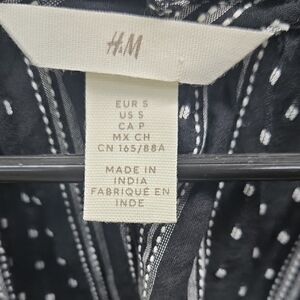 H&M
EUR S
US S
CA P
MX CH
CN 165/88A
MADE IN
INDIA
FABRIQUÉ EN
INDE